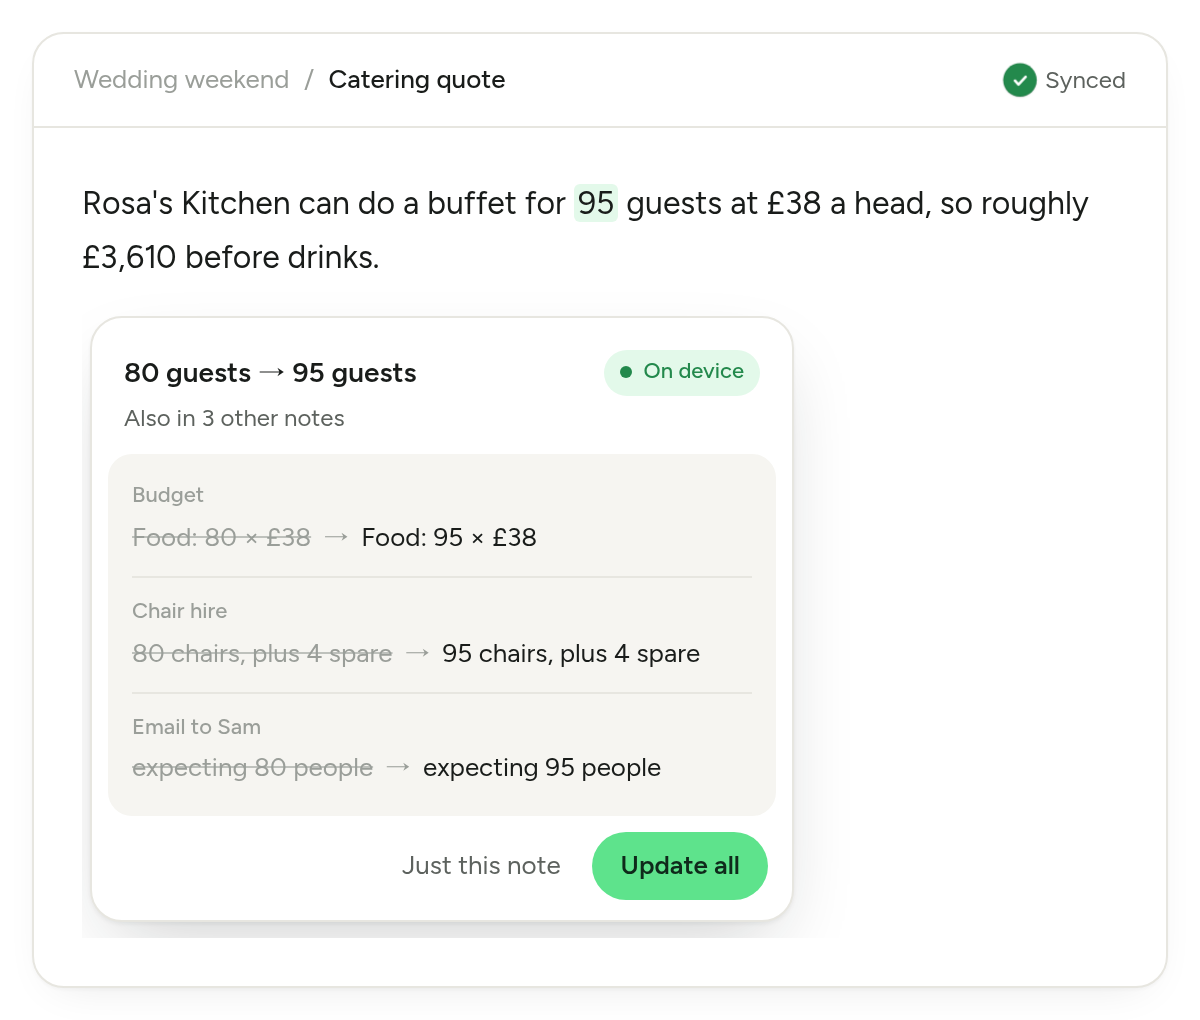 Wedding weekend / Catering quote
Synced
Rosa's Kitchen can do a buffet for 95 guests at £38 a head, so roughly
£3,610 before drinks.
80 guests → 95 guests
On device
Also in 3 other notes
Budget
Food: 80 × £38 → Food: 95 × £38
Chair hire
80 chairs, plus 4 spare → 95 chairs, plus 4 spare
Email to Sam
expecting 80 people → expecting 95 people
Just this note
Update all